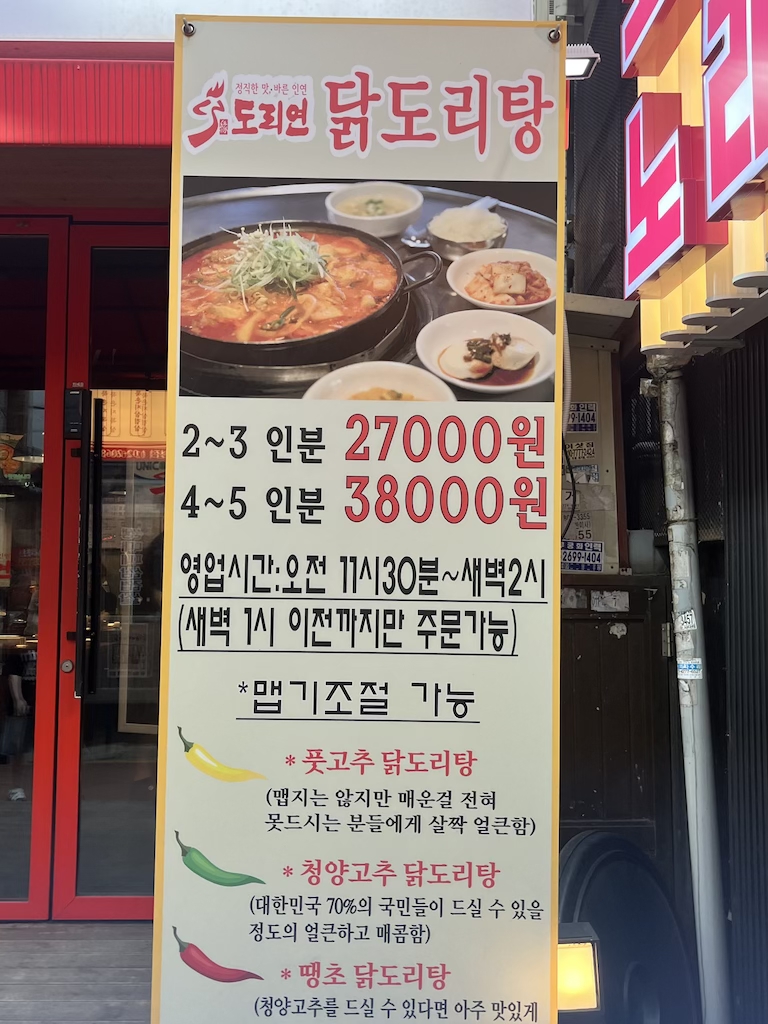 정직한 맛·바른 인연
도리연 닭도리탕
2~3 인분 27000원
4~5 인분 38000원
영업시간:오전 11시30분~새벽2시
(새벽 1시 이전까지만 주문가능)
*맵기조절 가능
* 풋고추 닭도리탕
(맵지는 않지만 매운걸 전혀
못드시는 분들에게 살짝 얼큰함)
* 청양고추 닭도리탕
(대한민국 70%의 국민들이 드실 수 있을
정도의 얼큰하고 매콤함)
* 땡초 닭도리탕
(청양고추를 드실 수 있다면 아주 맛있게
노래
2699-1404